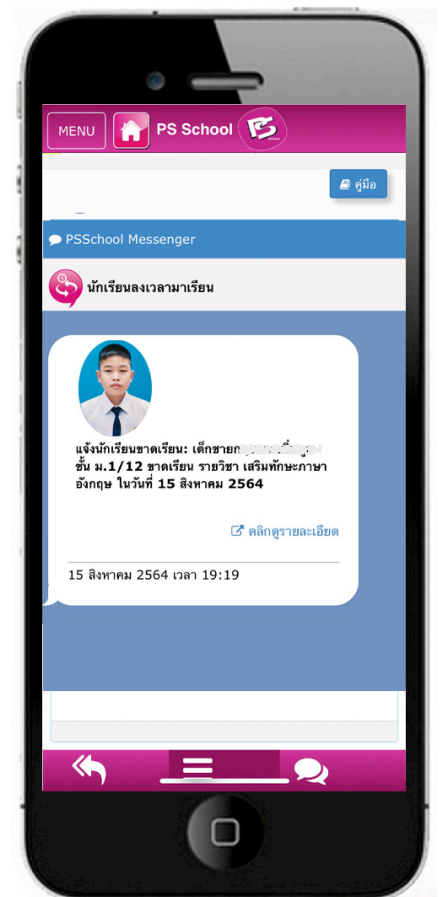 MENU
PS School
PS
คู่มือ
PSSchool Messenger
นักเรียนลงเวลามาเรียน
แจ้งนักเรียนขาดเรียน: เด็กชาย
ชั้น ม.1/12 ขาดเรียน รายวิชา เสริมทักษะภาษา
อังกฤษ ในวันที่ 15 สิงหาคม 2564
คลิกดูรายละเอียด
15 สิงหาคม 2564 เวลา 19:19